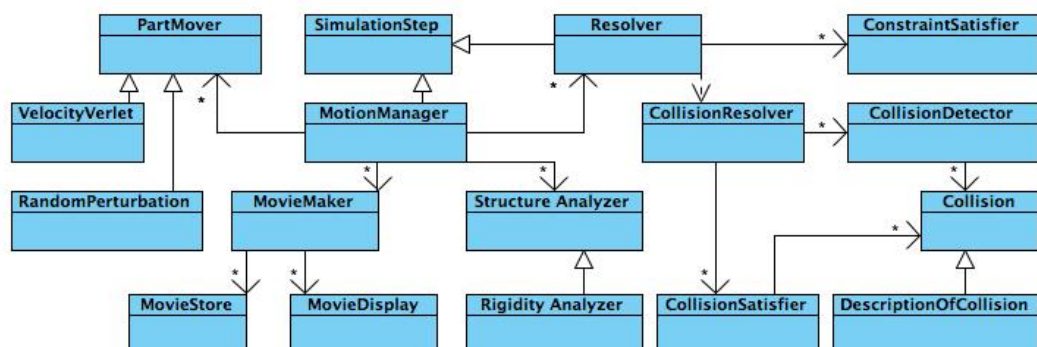 PartMover
SimulationStep
Resolver
ConstraintSatisfier
*
*
*
VelocityVerlet
MotionManager
CollisionResolver
CollisionDetector
*
*
*
*
RandomPerturbation
MovieMaker
Structure Analyzer
Collision
*
*
*
*
MovieStore
MovieDisplay
Rigidity Analyzer
CollisionSatisfier
DescriptionOfCollision